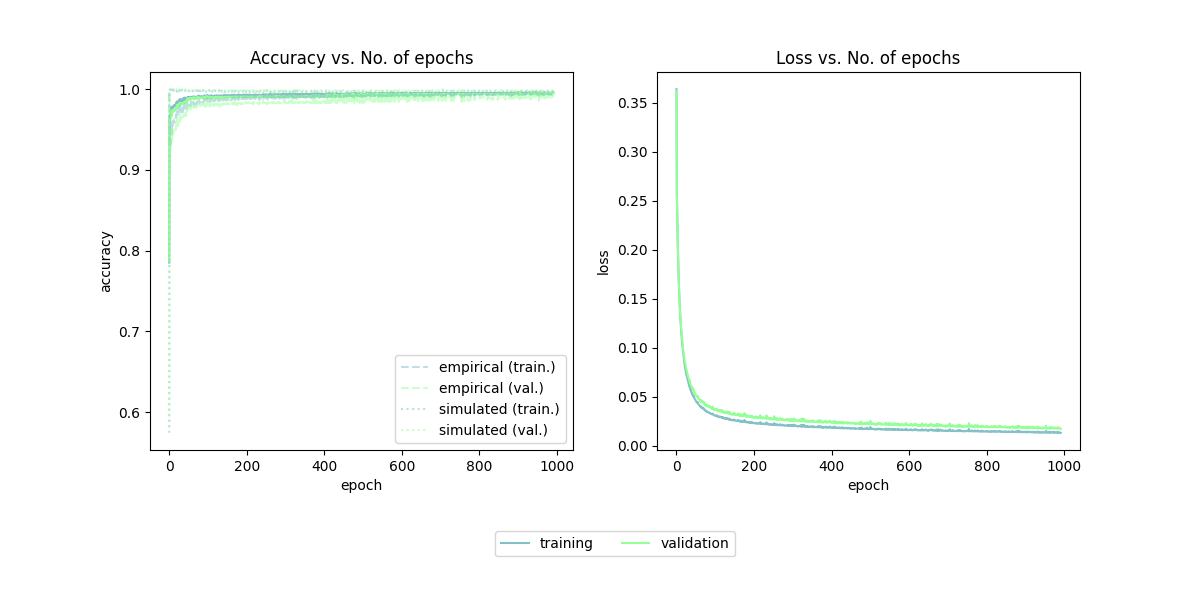 Accuracy vs. No. of epochs
1.0
0.9
0.8
0.7
0.6
accuracy
empirical (train.)
empirical (val.)
simulated (train.)
simulated (val.)
0 200 400 600 800 1000
epoch
Loss vs. No. of epochs
0.35
0.30
0.25
0.20
0.15
0.10
0.05
0.00
loss
0 200 400 600 800 1000
epoch
training validation